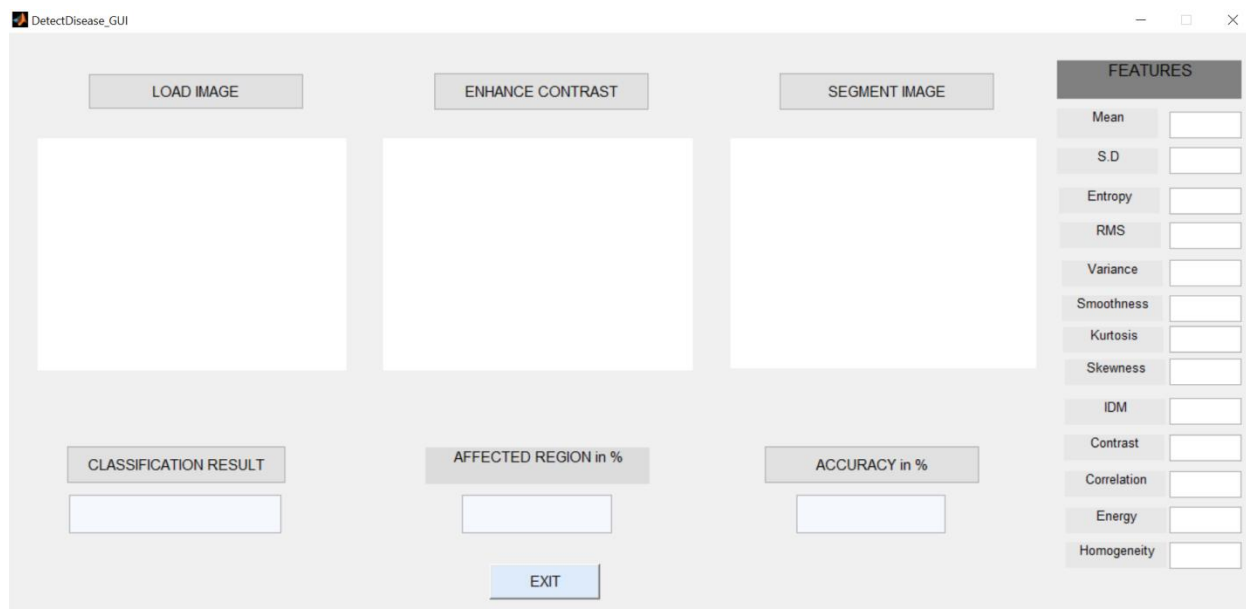 DetectDisease_GUI
LOAD IMAGE
ENHANCE CONTRAST
SEGMENT IMAGE
FEATURES
Mean
S.D
Entropy
RMS
Variance
Smoothness
Kurtosis
Skewness
IDM
Contrast
Correlation
Energy
Homogeneity
CLASSIFICATION RESULT
AFFECTED REGION in %
ACCURACY in %
EXIT